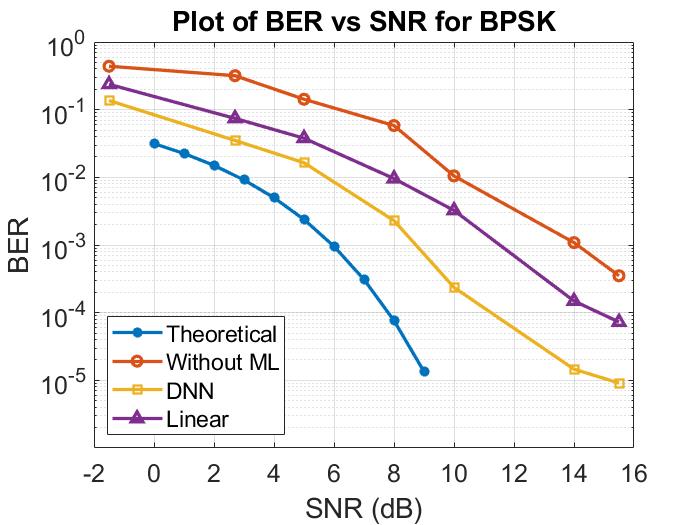 Plot of BER vs SNR for BPSK
10^0
10^-1
10^-2
10^-3
10^-4
10^-5
BER
Theoretical
Without ML
DNN
Linear
-2 0 2 4 6 8 10 12 14 16
SNR (dB)